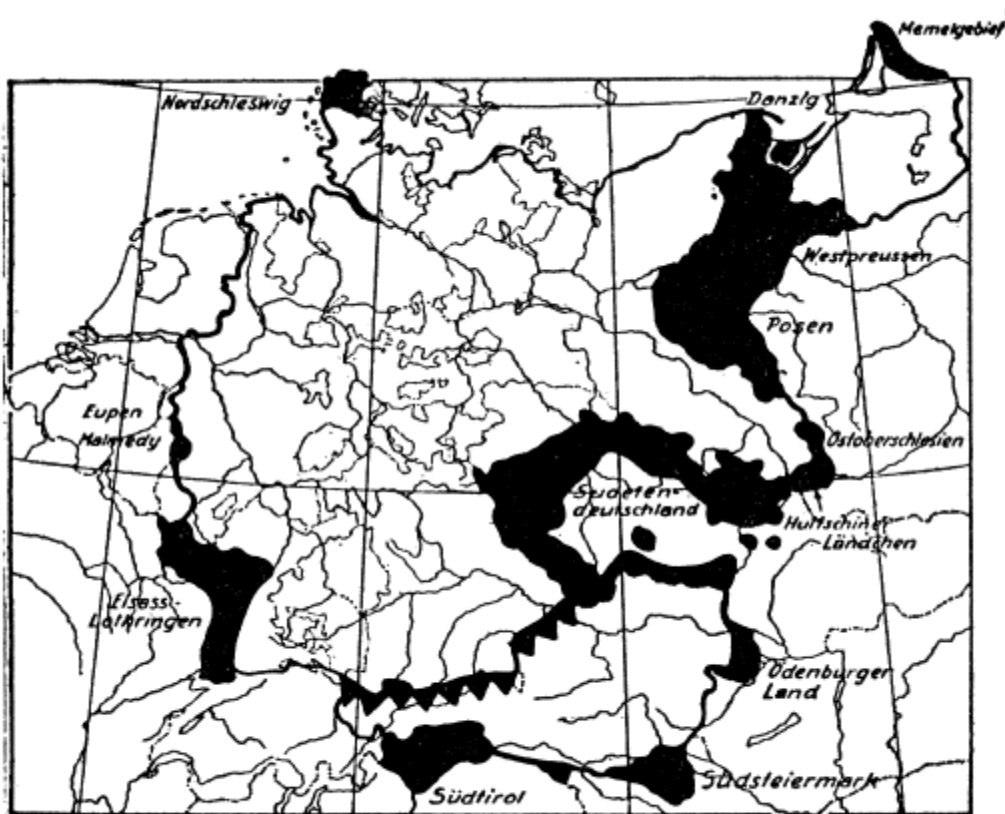 Memelgebiet
Nordschleswig
Danzig
Westpreussen
Posen
Eupen
Malmedy
Ostoberschlesien
Sudeten-
deutschland
Hultschiner
Ländchen
Elsass-
Lothringen
Ödenburger
Land
Südsteiermark
Südtirol